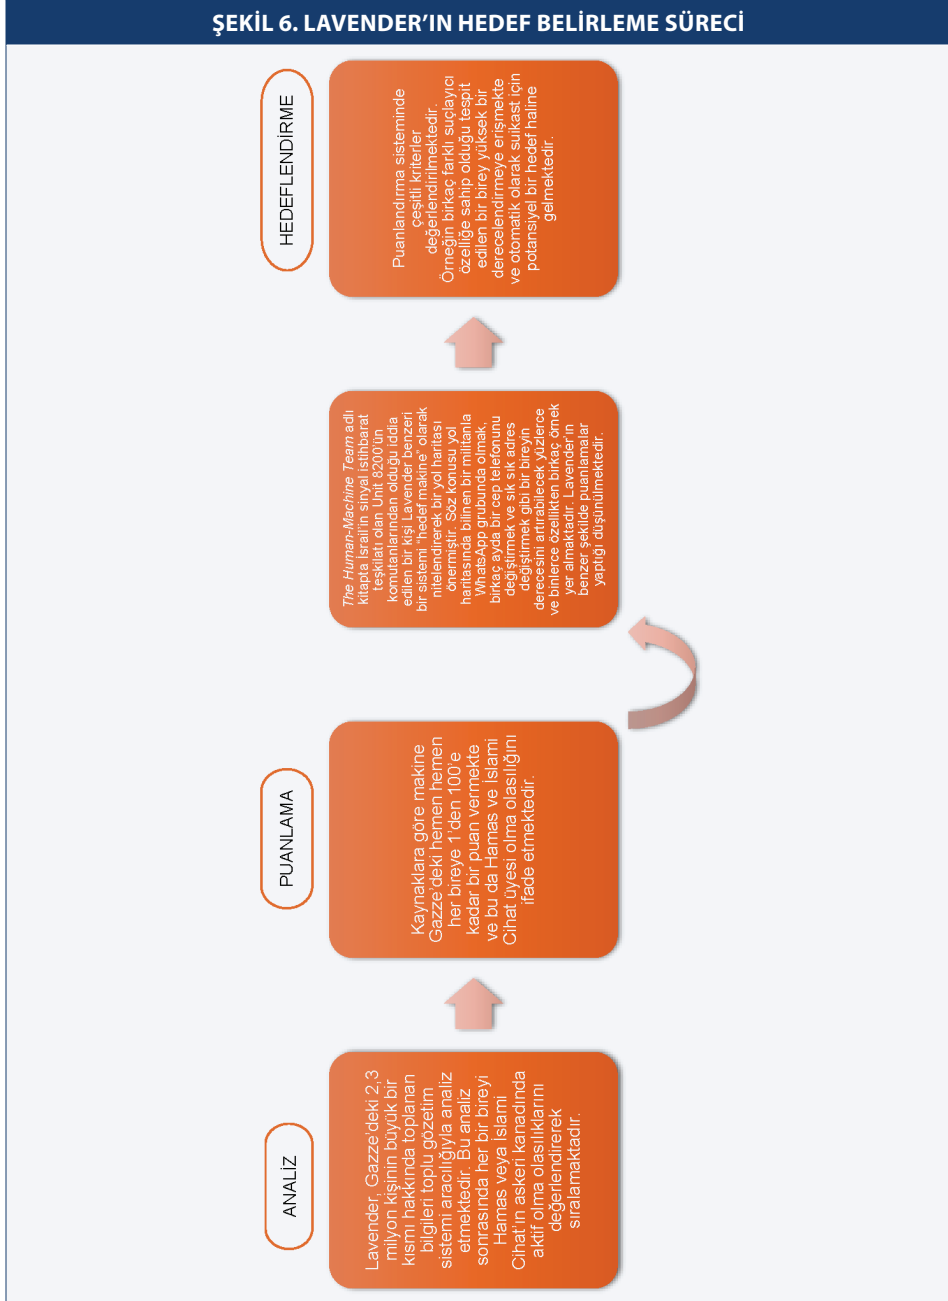 ŞEKİL 6. LAVENDER’IN HEDEF BELİRLEME SÜRECİ
ANALİZ
Lavender, Gazze’deki 2,3
milyon kişinin büyük bir
kısmı hakkında toplanan
bilgileri toplu gözetim
sistemi aracılığıyla analiz
etmektedir. Bu analiz
sonrasında her bir bireyi
Hamas veya İslami
Cihat’ın askeri kanadında
aktif olma olasılıklarını
değerlendirerek
sıralamaktadır.
PUANLAMA
Kaynaklara göre makine
Gazze’deki hemen hemen
her bireye 1’den 100’e
kadar bir puan vermekte
ve bu da Hamas ve İslami
Cihat üyesi olma olasılığını
ifade etmektedir.
The Human-Machine Team adlı
kitapta İsrail’in sinyal istihbarat
teşkilatı olan Unit 8200’ün
komutanlarından olduğu iddia
edilen bir kişi Lavender benzeri
bir sistemi “hedef makine” olarak
nitelendirerek bir yol haritası
önermiştir. Söz konusu yol
haritasında bilinen bir militanla
WhatsApp grubunda olmak,
birkaç ayda bir cep telefonunu
değiştirmek ve sık sık adres
değiştirmek gibi bir bireyin
derecesini artırabilecek yüzlerce
ve binlerce özellikten birkaç örnek
yer almaktadır. Lavender’ın
benzer şekilde puanlamalar
yaptığı düşünülmektedir.
HEDEFLENDİRME
Puanlandırma sisteminde
çeşitli kriterler
değerlendirilmektedir.
Örneğin birkaç farklı suçlayıcı
özelliğe sahip olduğu tespit
edilen bir birey yüksek bir
derecelendirmeye erişmekte
ve otomatik olarak suikast için
potansiyel bir hedef haline
gelmektedir.